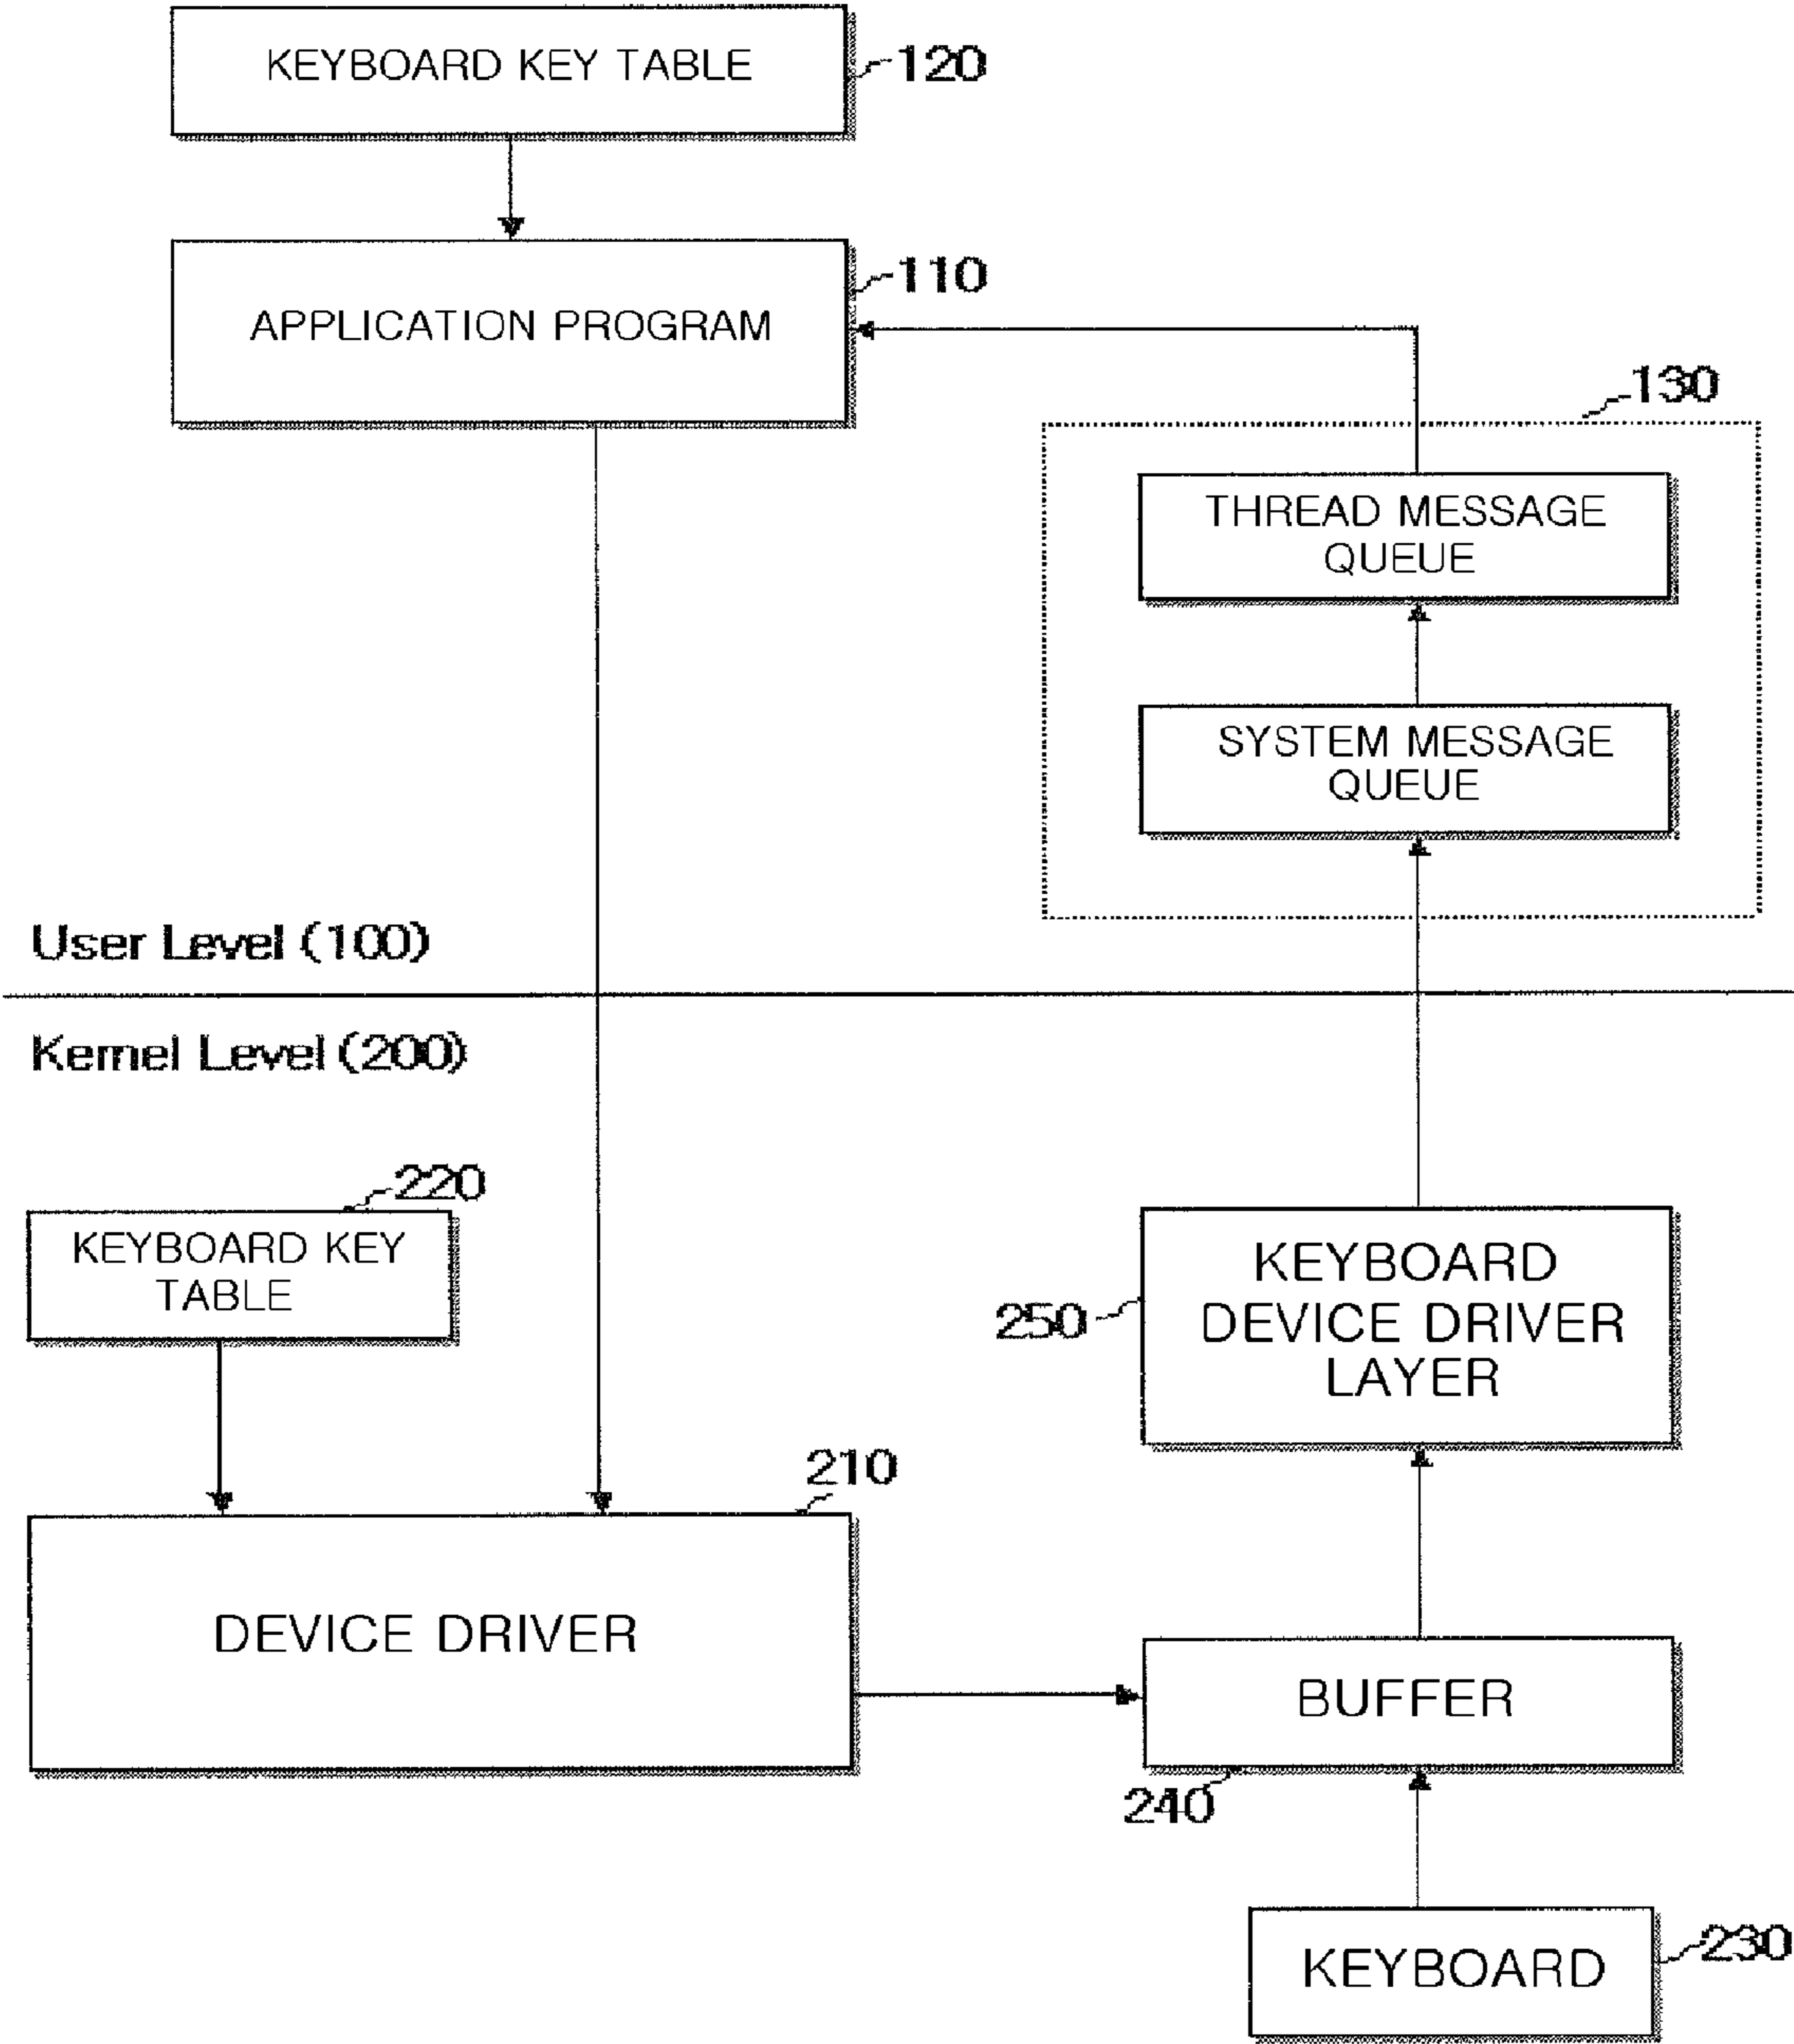 KEYBOARD KEY TABLE
120
APPLICATION PROGRAM
110
130
THREAD MESSAGE
QUEUE
SYSTEM MESSAGE
QUEUE
User Level (100)
Kernel Level (200)
220
KEYBOARD KEY
TABLE
250
KEYBOARD
DEVICE DRIVER
LAYER
210
DEVICE DRIVER
BUFFER
240
KEYBOARD
230